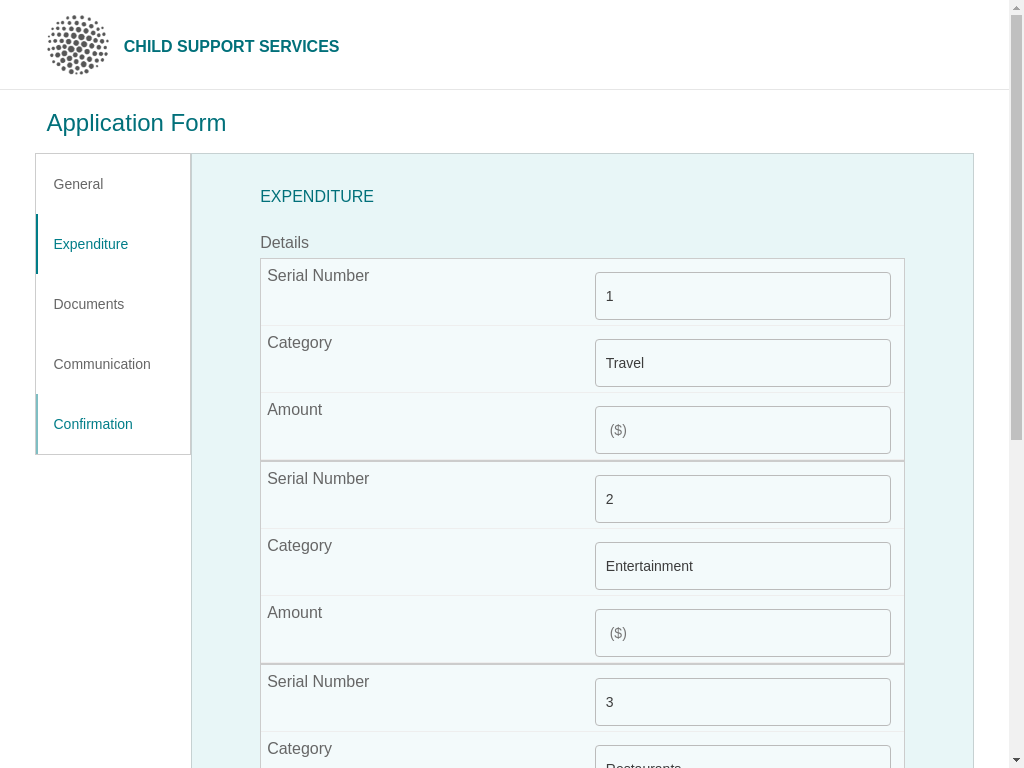 CHILD SUPPORT SERVICES
Application Form
General
Expenditure
Documents
Communication
Confirmation
EXPENDITURE
Details
Serial Number
1
Category
Travel
Amount
($)
Serial Number
2
Category
Entertainment
Amount
($)
Serial Number
3
Category
Restaurants